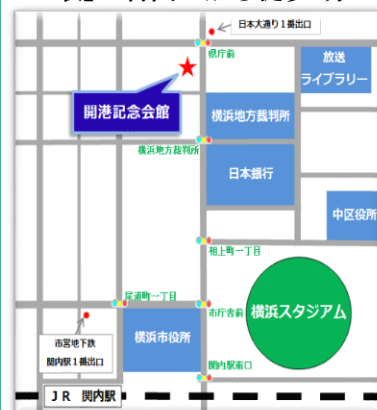 日本大通り1番出口
県庁前
放送
ライブラリー
開港記念会館
横浜地方裁判所
横浜地方裁判所
日本銀行
中区役所
相生町一丁目
尾上町一丁目
市庁舎前
横浜スタジアム
市営地下鉄
関内駅1番出口
横浜市役所
関内駅南口
JR 関内駅